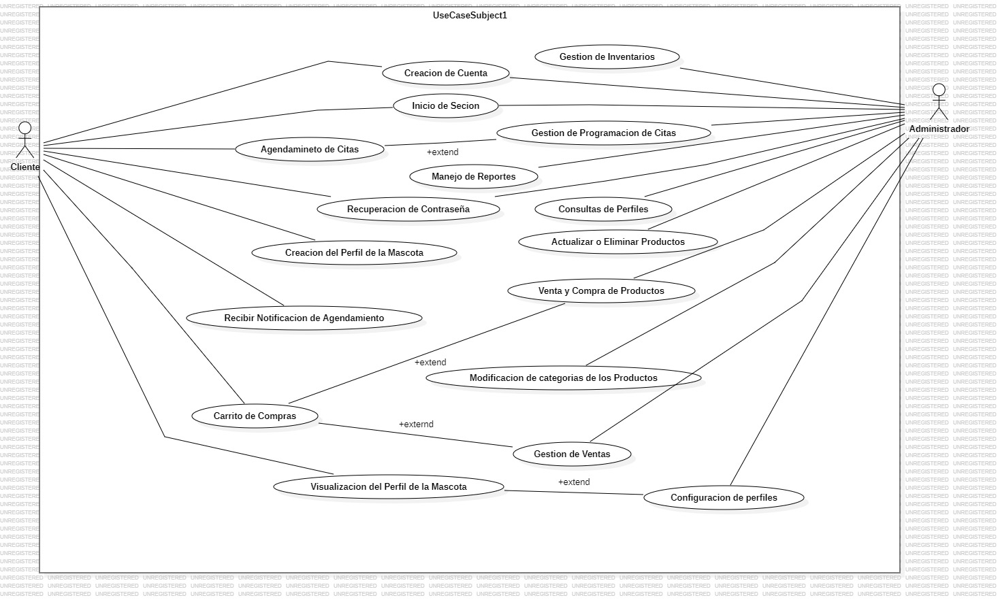 UseCaseSubject1
Gestion de Inventarios
Creacion de Cuenta
Inicio de Secion
Administrador
Gestion de Programacion de Citas
Agendamineto de Citas
+extend
Cliente
Manejo de Reportes
Recuperacion de Contraseña
Consultas de Perfiles
Actualizar o Eliminar Productos
Creacion del Perfil de la Mascota
Venta y Compra de Productos
Recibir Notificacion de Agendamiento
+extend
Modificacion de categorias de los Productos
Carrito de Compras
+externd
Gestion de Ventas
+extend
Visualizacion del Perfil de la Mascota
Configuracion de perfiles
UNREGISTERED